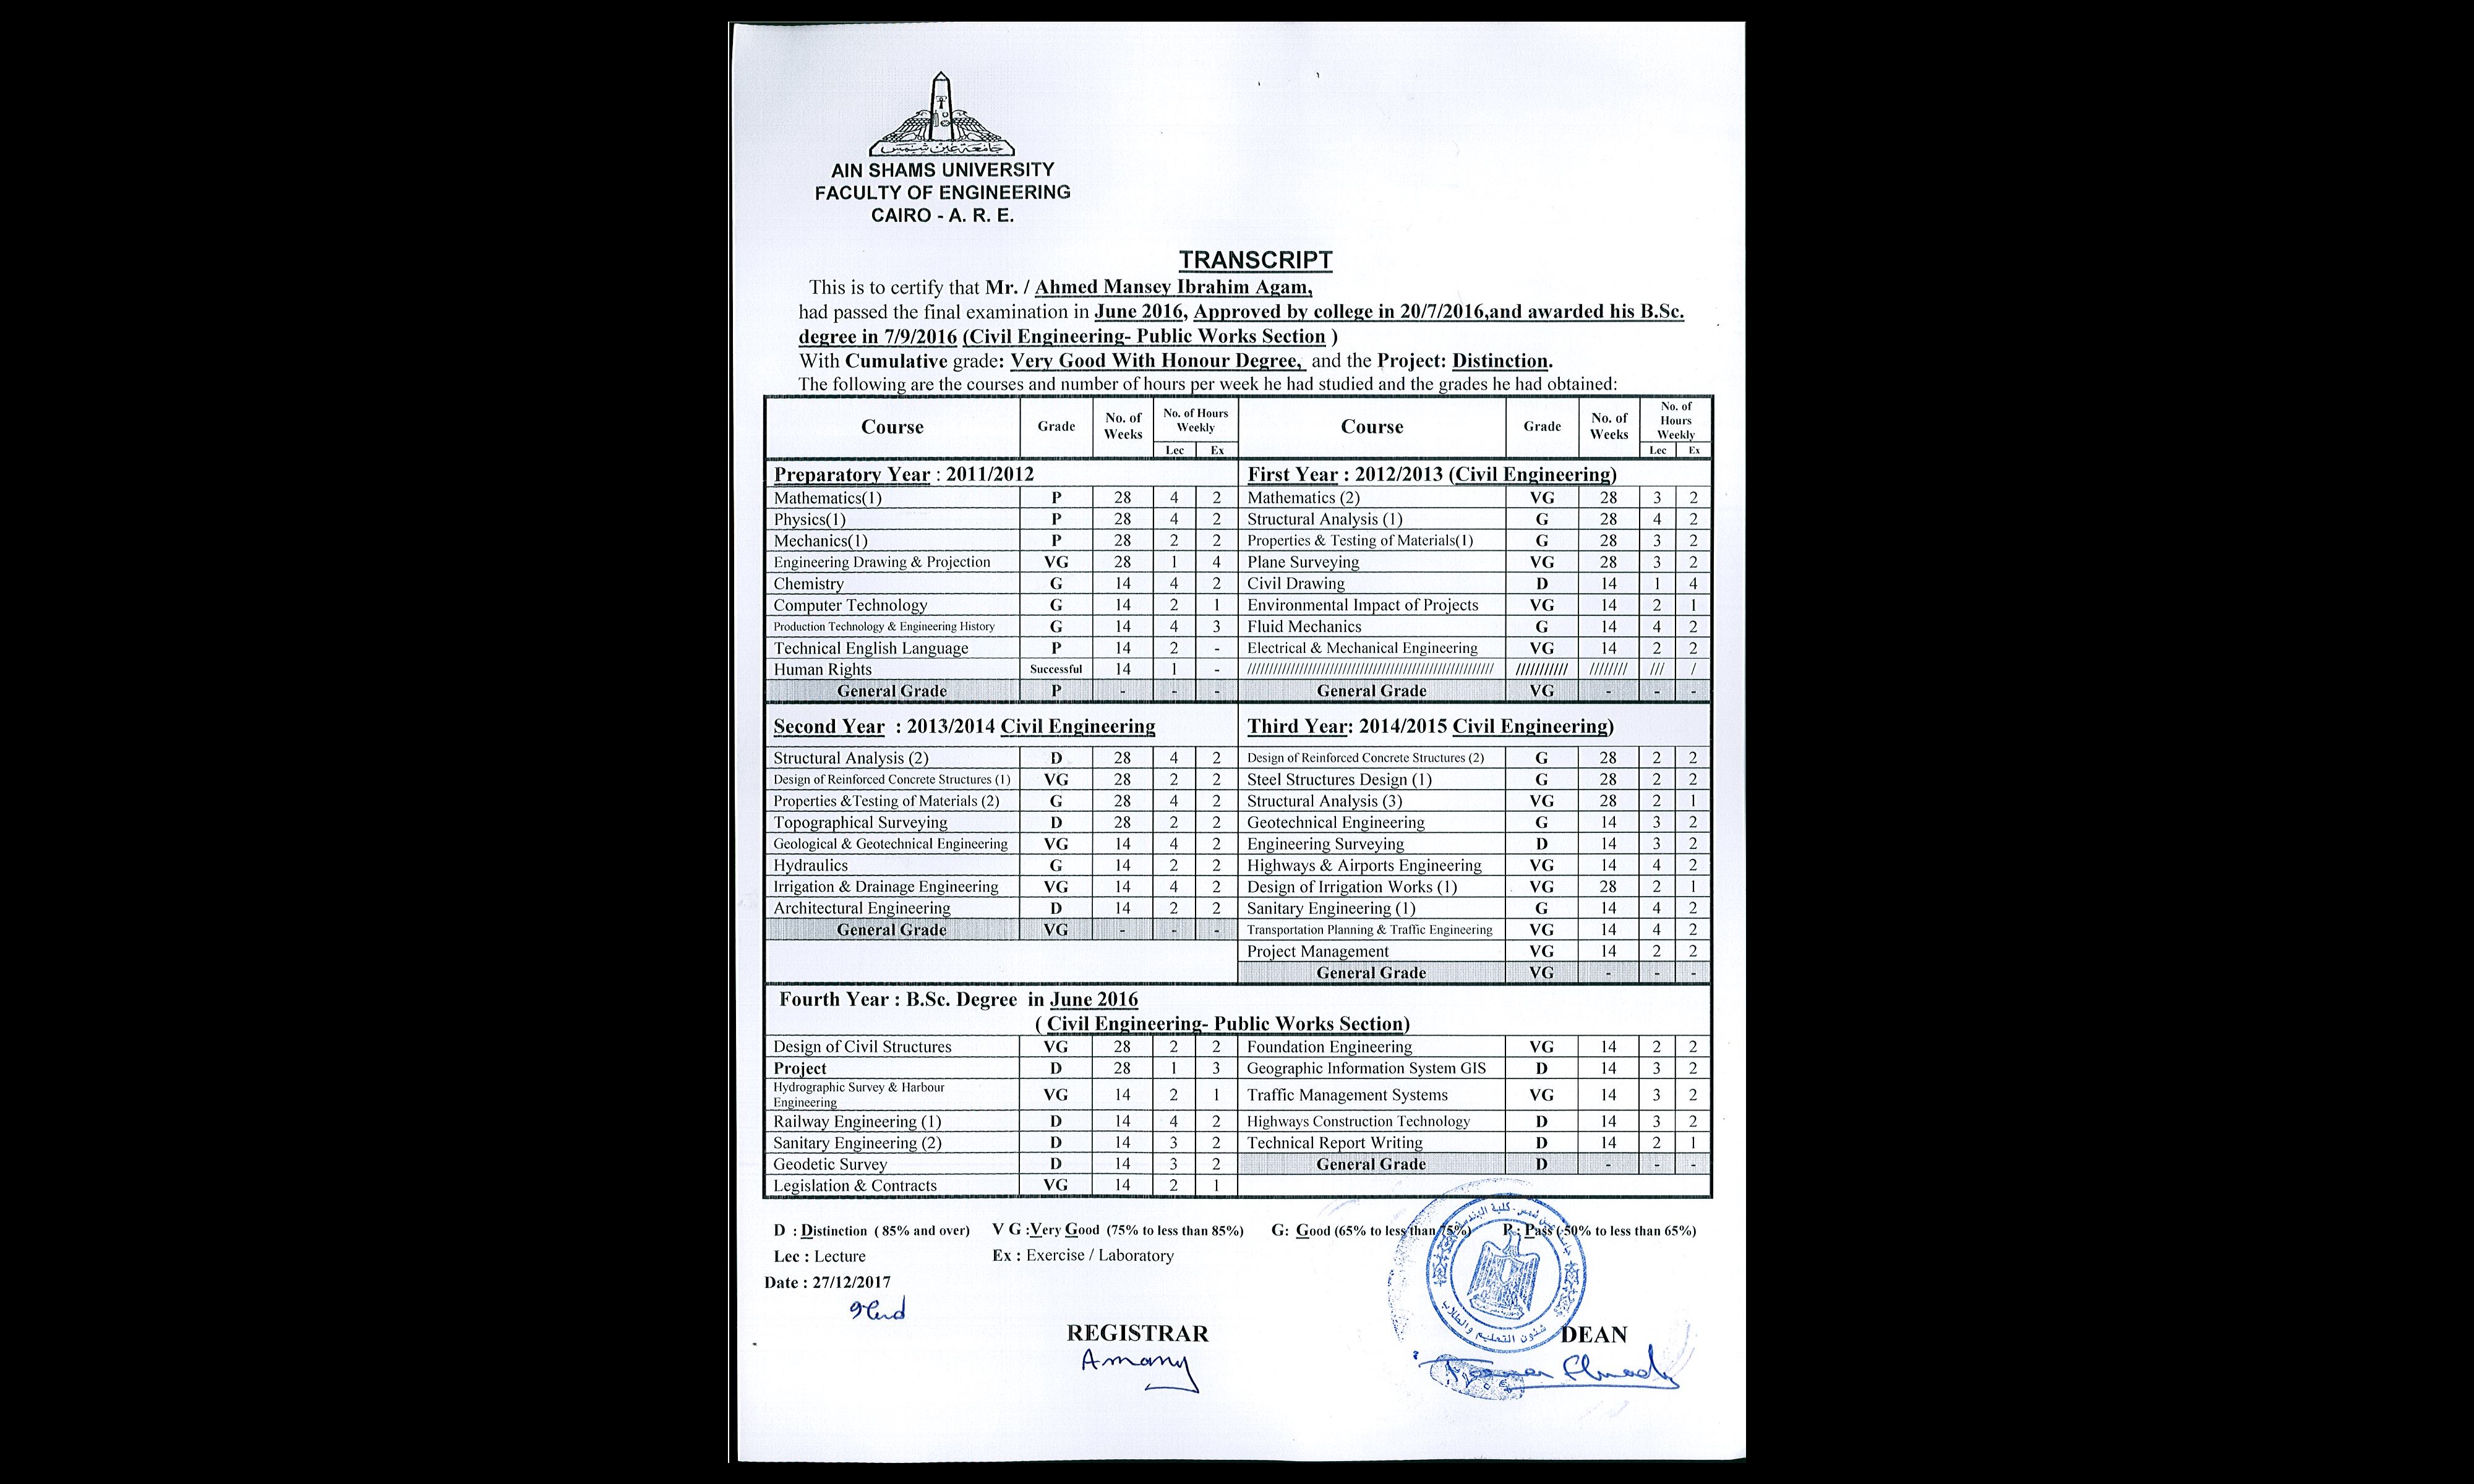 جامعة عين شمس
AIN SHAMS UNIVERSITY
FACULTY OF ENGINEERING
CAIRO - A. R. E.
TRANSCRIPT
This is to certify that Mr. / Ahmed Mansey Ibrahim Agam,
had passed the final examination in June 2016, Approved by college in 20/7/2016,and awarded his B.Sc.
degree in 7/9/2016 (Civil Engineering- Public Works Section )
With Cumulative grade: Very Good With Honour Degree, and the Project: Distinction.
The following are the courses and number of hours per week he had studied and the grades he had obtained:
Course Grade No. of Weeks No. of Hours Weekly Lec Ex Course Grade No. of Weeks No. of Hours Weekly Lec Ex
Preparatory Year : 2011/2012
Mathematics(1) P 28 4 2
Physics(1) P 28 4 2
Mechanics(1) P 28 2 2
Engineering Drawing & Projection VG 28 1 4
Chemistry G 14 4 2
Computer Technology G 14 2 1
Production Technology & Engineering History G 14 4 3
Technical English Language P 14 2 -
Human Rights Successful 14 1 -
General Grade P - - -
First Year : 2012/2013 (Civil Engineering)
Mathematics (2) VG 28 3 2
Structural Analysis (1) G 28 4 2
Properties & Testing of Materials(1) G 28 3 2
Plane Surveying VG 28 3 2
Civil Drawing D 14 1 4
Environmental Impact of Projects VG 14 2 1
Fluid Mechanics G 14 4 2
Electrical & Mechanical Engineering VG 14 2 2
General Grade VG - - -
Second Year : 2013/2014 Civil Engineering
Structural Analysis (2) D 28 4 2
Design of Reinforced Concrete Structures (1) VG 28 2 2
Properties &Testing of Materials (2) G 28 4 2
Topographical Surveying D 28 2 2
Geological & Geotechnical Engineering VG 14 4 2
Hydraulics G 14 2 2
Irrigation & Drainage Engineering VG 14 4 2
Architectural Engineering D 14 2 2
General Grade VG - - -
Third Year: 2014/2015 Civil Engineering)
Design of Reinforced Concrete Structures (2) G 28 2 2
Steel Structures Design (1) G 28 2 2
Structural Analysis (3) VG 28 2 1
Geotechnical Engineering G 14 3 2
Engineering Surveying D 14 3 2
Highways & Airports Engineering VG 14 4 2
Design of Irrigation Works (1) VG 28 2 1
Sanitary Engineering (1) G 14 4 2
Transportation Planning & Traffic Engineering VG 14 4 2
Project Management VG 14 2 2
General Grade VG - - -
Fourth Year : B.Sc. Degree in June 2016
( Civil Engineering- Public Works Section)
Design of Civil Structures VG 28 2 2
Project D 28 1 3
Hydrographic Survey & Harbour
Engineering VG 14 2 1
Railway Engineering (1) D 14 4 2
Sanitary Engineering (2) D 14 3 2
Geodetic Survey D 14 3 2
Legislation & Contracts VG 14 2 1
Foundation Engineering VG 14 2 2
Geographic Information System GIS D 14 3 2
Traffic Management Systems VG 14 3 2
Highways Construction Technology D 14 3 2
Technical Report Writing D 14 2 1
General Grade D - - -
D : Distinction ( 85% and over) V G :Very Good (75% to less than 85%) G: Good (65% to less than 75%) P : Pass ( 50% to less than 65%)
Lec : Lecture Ex : Exercise / Laboratory
Date : 27/12/2017
جامعة عين شمس - كلية الهندسة
شئون التعليم والطلاب
REGISTRAR DEAN
Amany